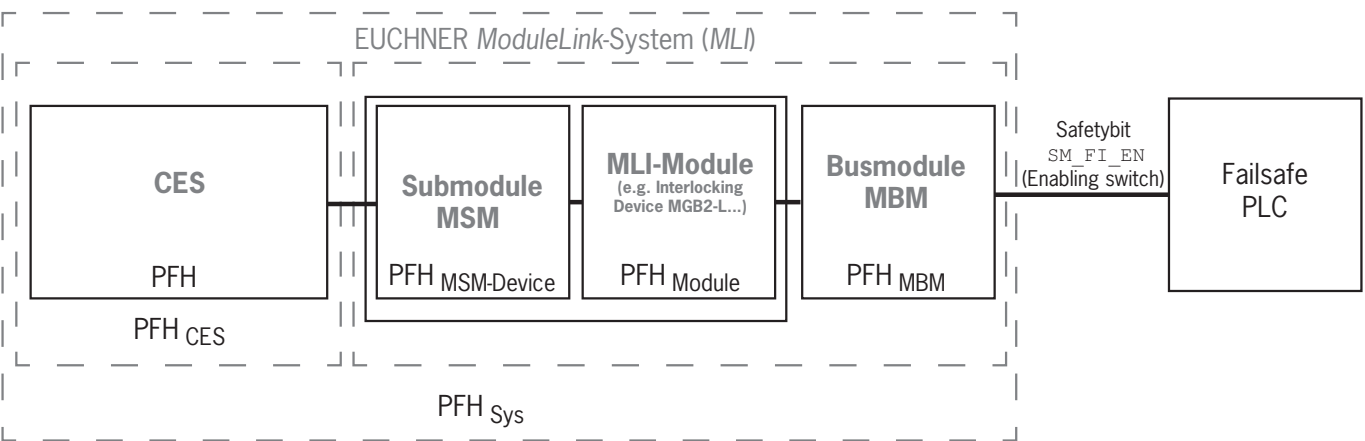 EUCHNER ModuleLink-System (MLI)
CES
PFH
PFH CES
Submodule
MSM
PFH MSM-Device
MLI-Module
(e.g. Interlocking
Device MGB2-L...)
PFH Module
Busmodule
MBM
PFH MBM
PFH Sys
Safetybit
SM_FI_EN
(Enabling switch)
Failsafe
PLC